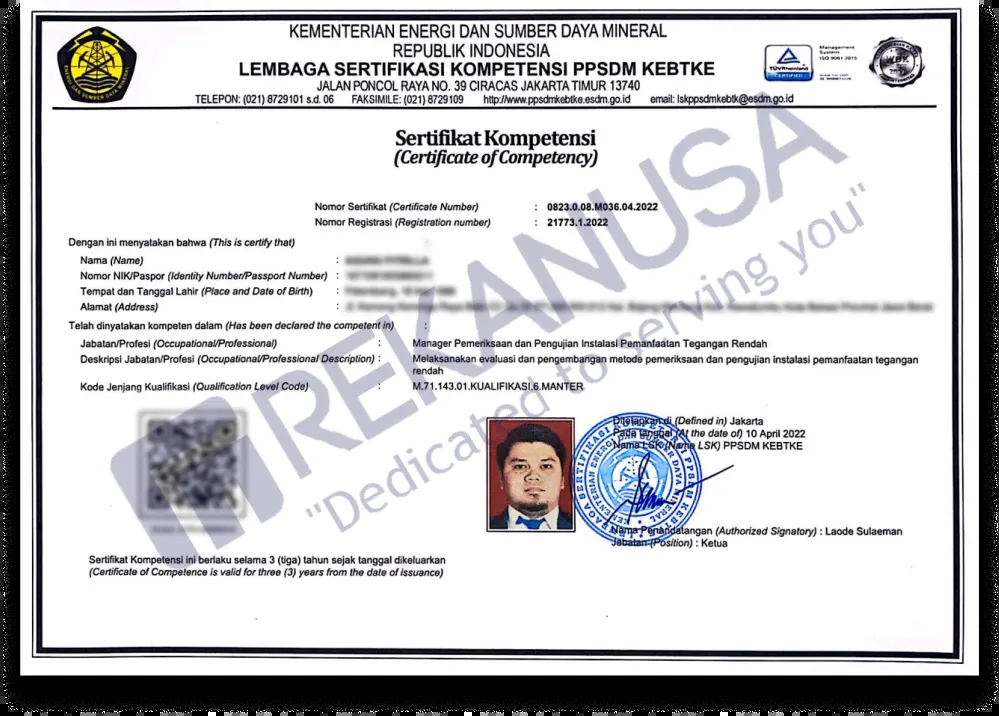 KEMENTERIAN ENERGI DAN SUMBER DAYA MINERAL
REPUBLIK INDONESIA
LEMBAGA SERTIFIKASI KOMPETENSI PPSDM KEBTKE
JALAN PONCOL RAYA NO. 39 CIRACAS JAKARTA TIMUR 13740
TELEPON: (021) 8729101 s.d. 06 FAKSIMILE: (021) 8729109 http://www.ppsdmkebtke.esdm.go.id email: lskppsdmkebtk@esdm.go.id
ENERGI DAN SUMBER DAYA MINERAL
TÜVRheinland
CERTIFIED
Management
System
ISO 9001:2015
Sertifikat Kompetensi
(Certificate of Competency)
Nomor Sertifikat (Certificate Number) : 0823.0.08.M036.04.2022
Nomor Registrasi (Registration number) : 21773.1.2022
Dengan ini menyatakan bahwa (This is certify that)
Nama (Name) :
Nomor NIK/Paspor (Identity Number/Passport Number) :
Tempat dan Tanggal Lahir (Place and Date of Birth) :
Alamat (Address) :
Telah dinyatakan kompeten dalam (Has been declared the competent in) :
Jabatan/Profesi (Occupational/Professional) : Manager Pemeriksaan dan Pengujian Instalasi Pemanfaatan Tegangan Rendah
Deskripsi Jabatan/Profesi (Occupational/Professional Description) : Melaksanakan evaluasi dan pengembangan metode pemeriksaan dan pengujian instalasi pemanfaatan tegangan
rendah
Kode Jenjang Kualifikasi (Qualification Level Code) : M.71.143.01.KUALIFIKASI.6.MANTER
Ditetapkan di (Defined in) Jakarta
Pada tanggal (At the date of) 10 April 2022
Nama LSK (Name LSK) PPSDM KEBTKE
Nama Penandatangan (Authorized Signatory) : Laode Sulaeman
Jabatan (Position) : Ketua
Sertifikat Kompetensi ini berlaku selama 3 (tiga) tahun sejak tanggal dikeluarkan
(Certificate of Competence is valid for three (3) years from the date of issuance)
REKANUSA
"Dedicated to serving you"